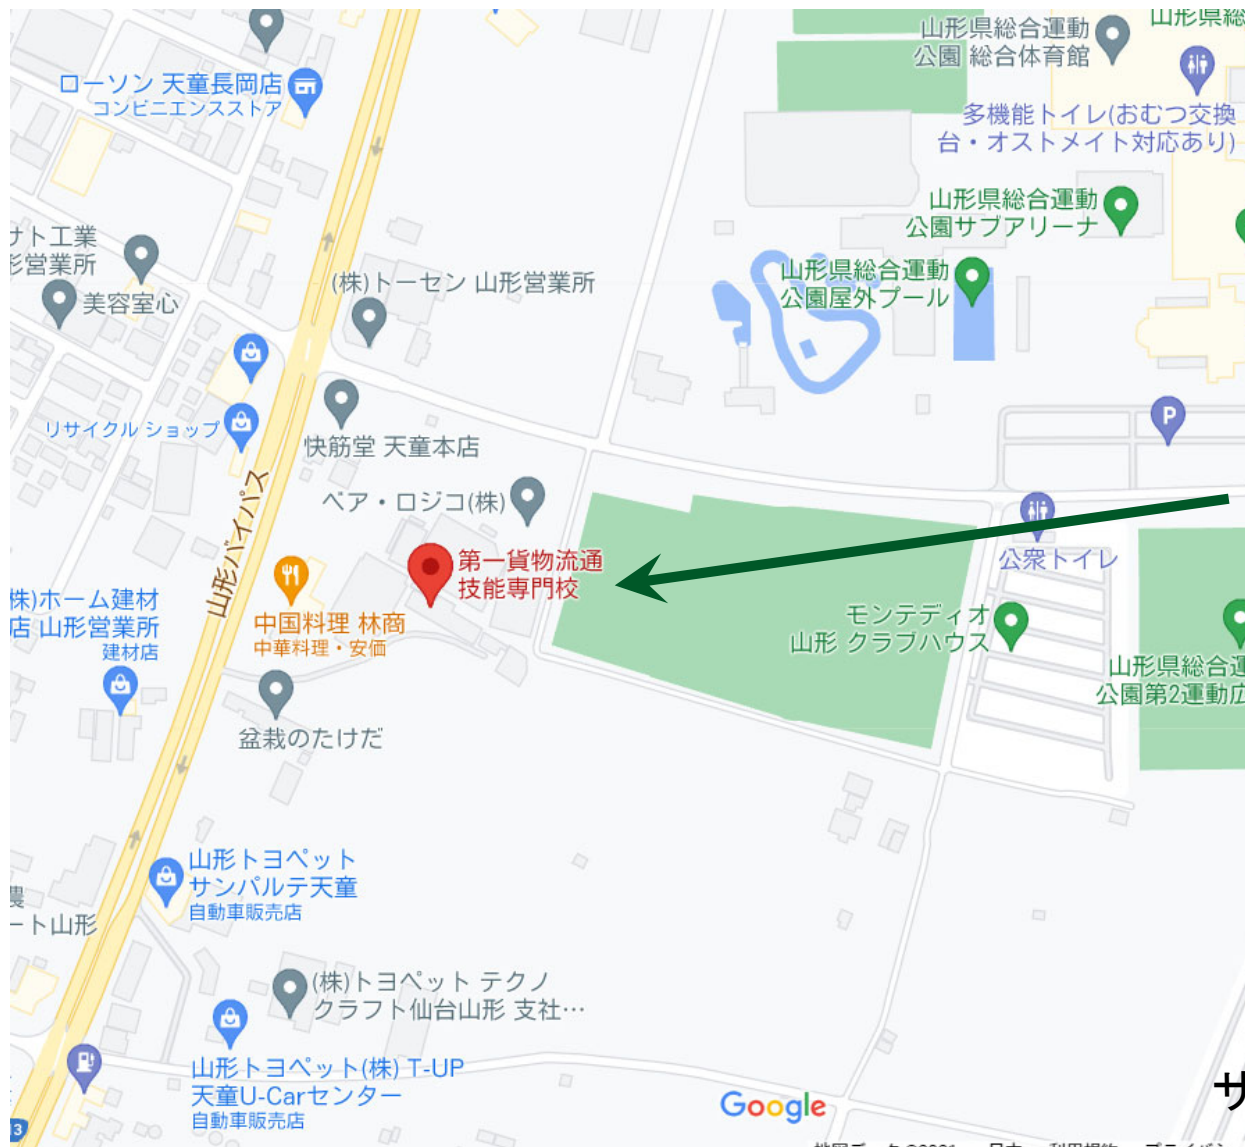 山形県総合運動
公園 総合体育館
山形県総
ローソン 天童長岡店
コンビニエンスストア
多機能トイレ(おむつ交換
台・オストメイト対応あり)
山形県総合運動
公園サブアリーナ
サト工業
形営業所
美容室心
(株)トーセン 山形営業所
山形県総合運動
公園屋外プール
リサイクル ショップ
快筋堂 天童本店
P
山形バイパス
ベア・ロジコ(株)
第一貨物流通
技能専門校
公衆トイレ
株)ホーム建材
店 山形営業所
建材店
中国料理 林商
中華料理・安価
モンテディオ
山形 クラブハウス
山形県総合運
公園第2運動広
盆栽のたけだ
山形トヨペット
サンパルテ天童
自動車販売店
農
ート山形
(株)トヨペット テクノ
クラフト仙台山形 支社…
山形トヨペット(株) T-UP
天童U-Carセンター
自動車販売店
13
Google
サ